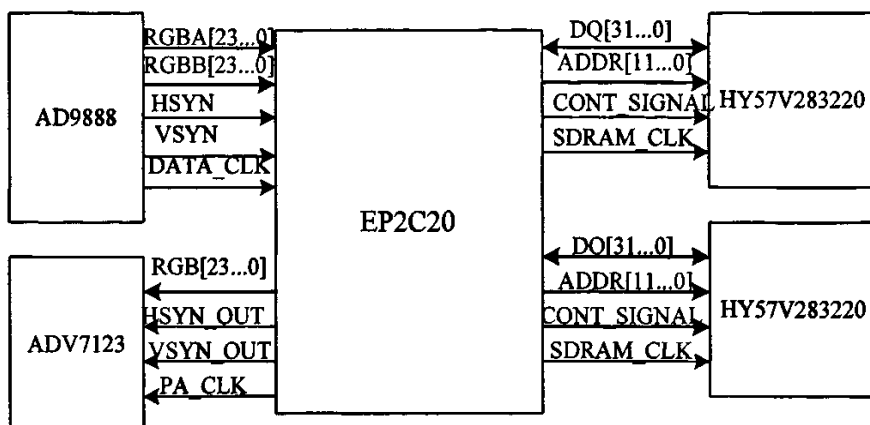 AD9888
RGBA[23...0]
RGBB[23...0]
HSYN
VSYN
DATA_CLK
ADV7123
RGB[23...0]
HSYN_OUT
VSYN_OUT
PA_CLK
EP2C20
DQ[31...0]
ADDR[11...0]
CONT_SIGNAL
SDRAM_CLK
HY57V283220
DQ[31...0]
ADDR[11...0]
CONT_SIGNAL
SDRAM_CLK
HY57V283220